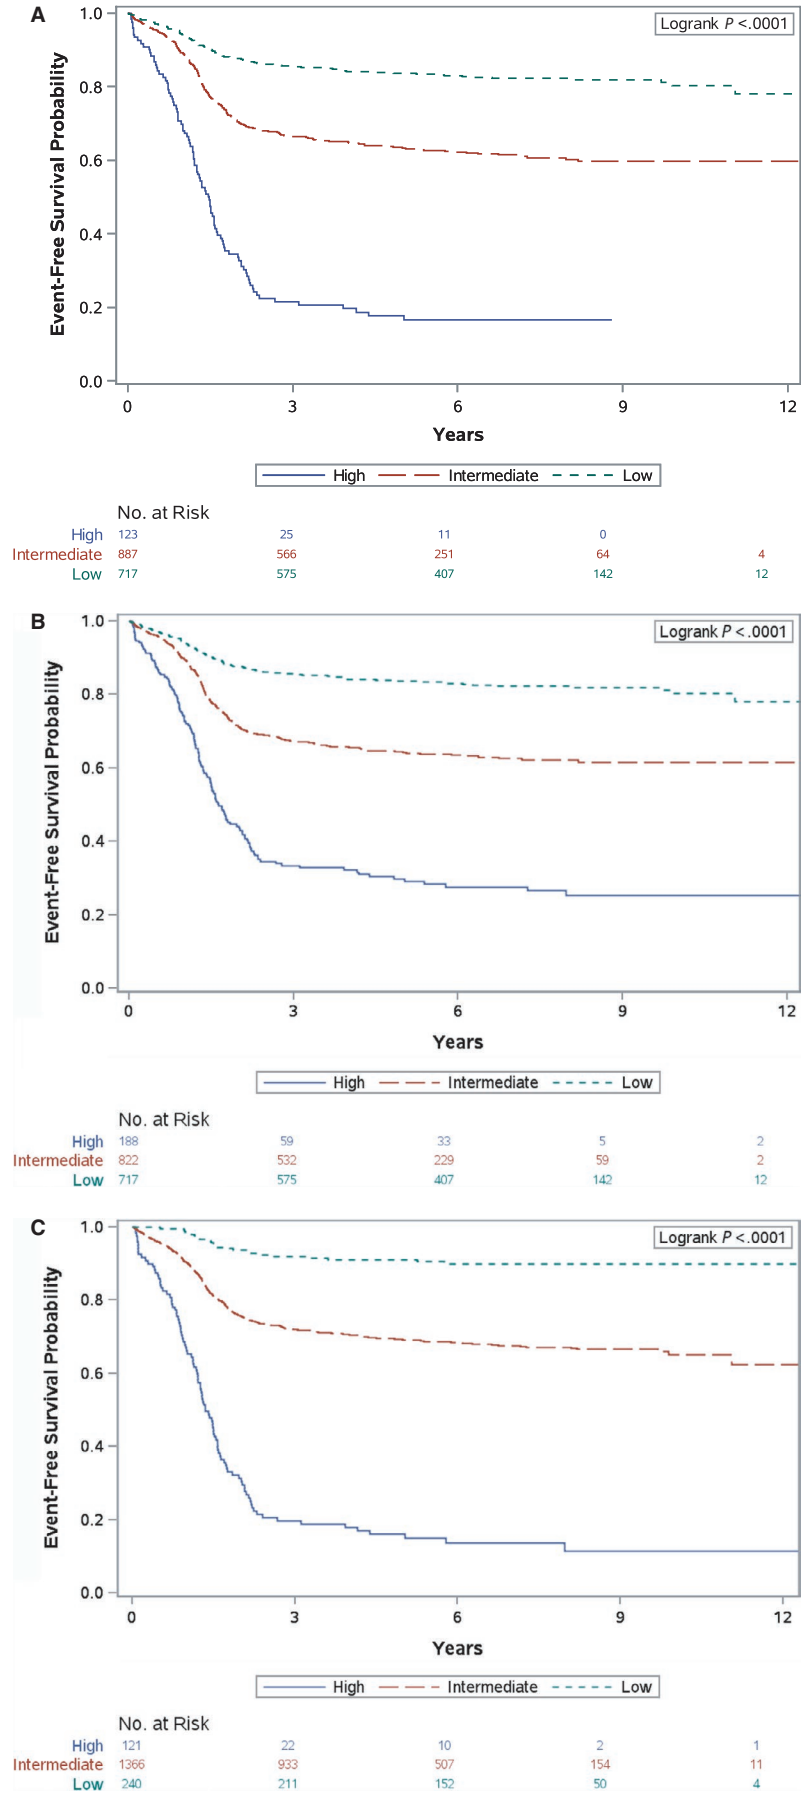 A
Logrank P <.0001
Event-Free Survival Probability
1.0
0.8
0.6
0.4
0.2
0.0
0 3 6 9 12
Years
High Intermediate Low
No. at Risk
High 123 25 11 0
Intermediate 887 566 251 64 4
Low 717 575 407 142 12
B
Logrank P <.0001
Event-Free Survival Probability
1.0
0.8
0.6
0.4
0.2
0.0
0 3 6 9 12
Years
High Intermediate Low
No. at Risk
High 188 59 33 5 2
Intermediate 822 532 229 59 2
Low 717 575 407 142 12
C
Logrank P <.0001
Event-Free Survival Probability
1.0
0.8
0.6
0.4
0.2
0.0
0 3 6 9 12
Years
High Intermediate Low
No. at Risk
High 121 22 10 2 1
Intermediate 1366 933 507 154 11
Low 240 211 152 50 4